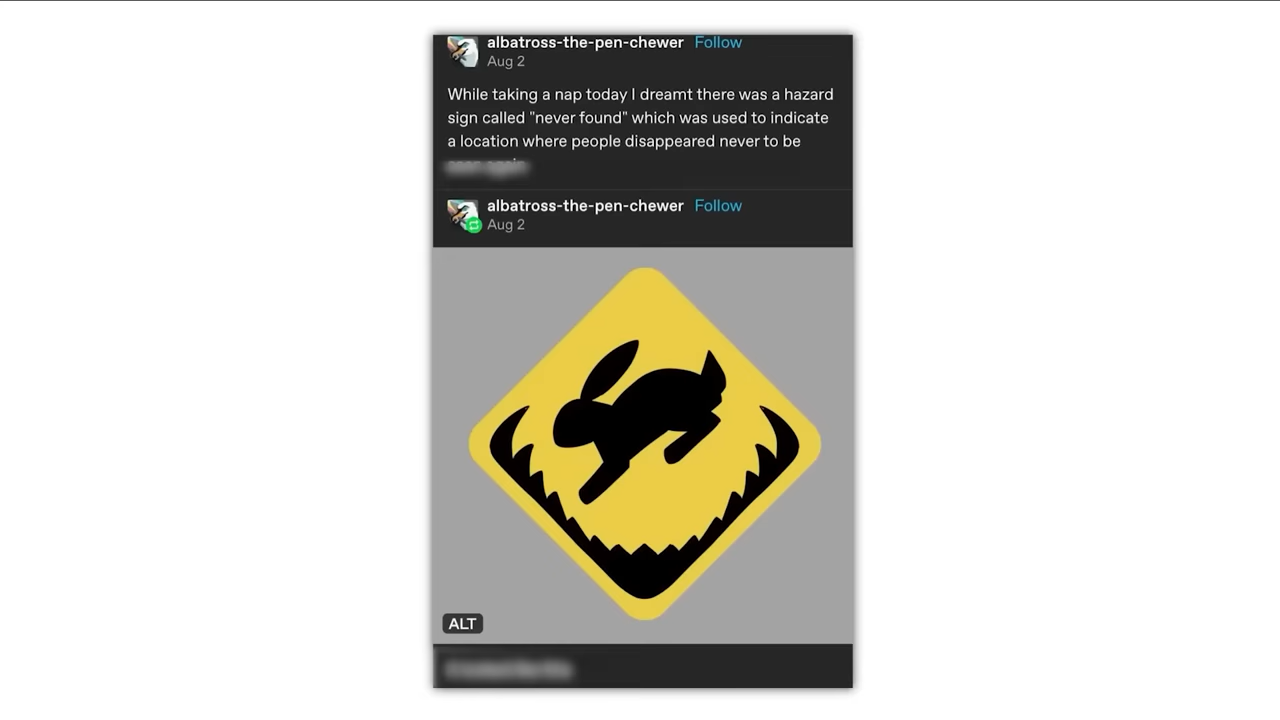 albatross-the-pen-chewer Follow
Aug 2
While taking a nap today I dreamt there was a hazard
sign called "never found" which was used to indicate
a location where people disappeared never to be
albatross-the-pen-chewer Follow
Aug 2
ALT